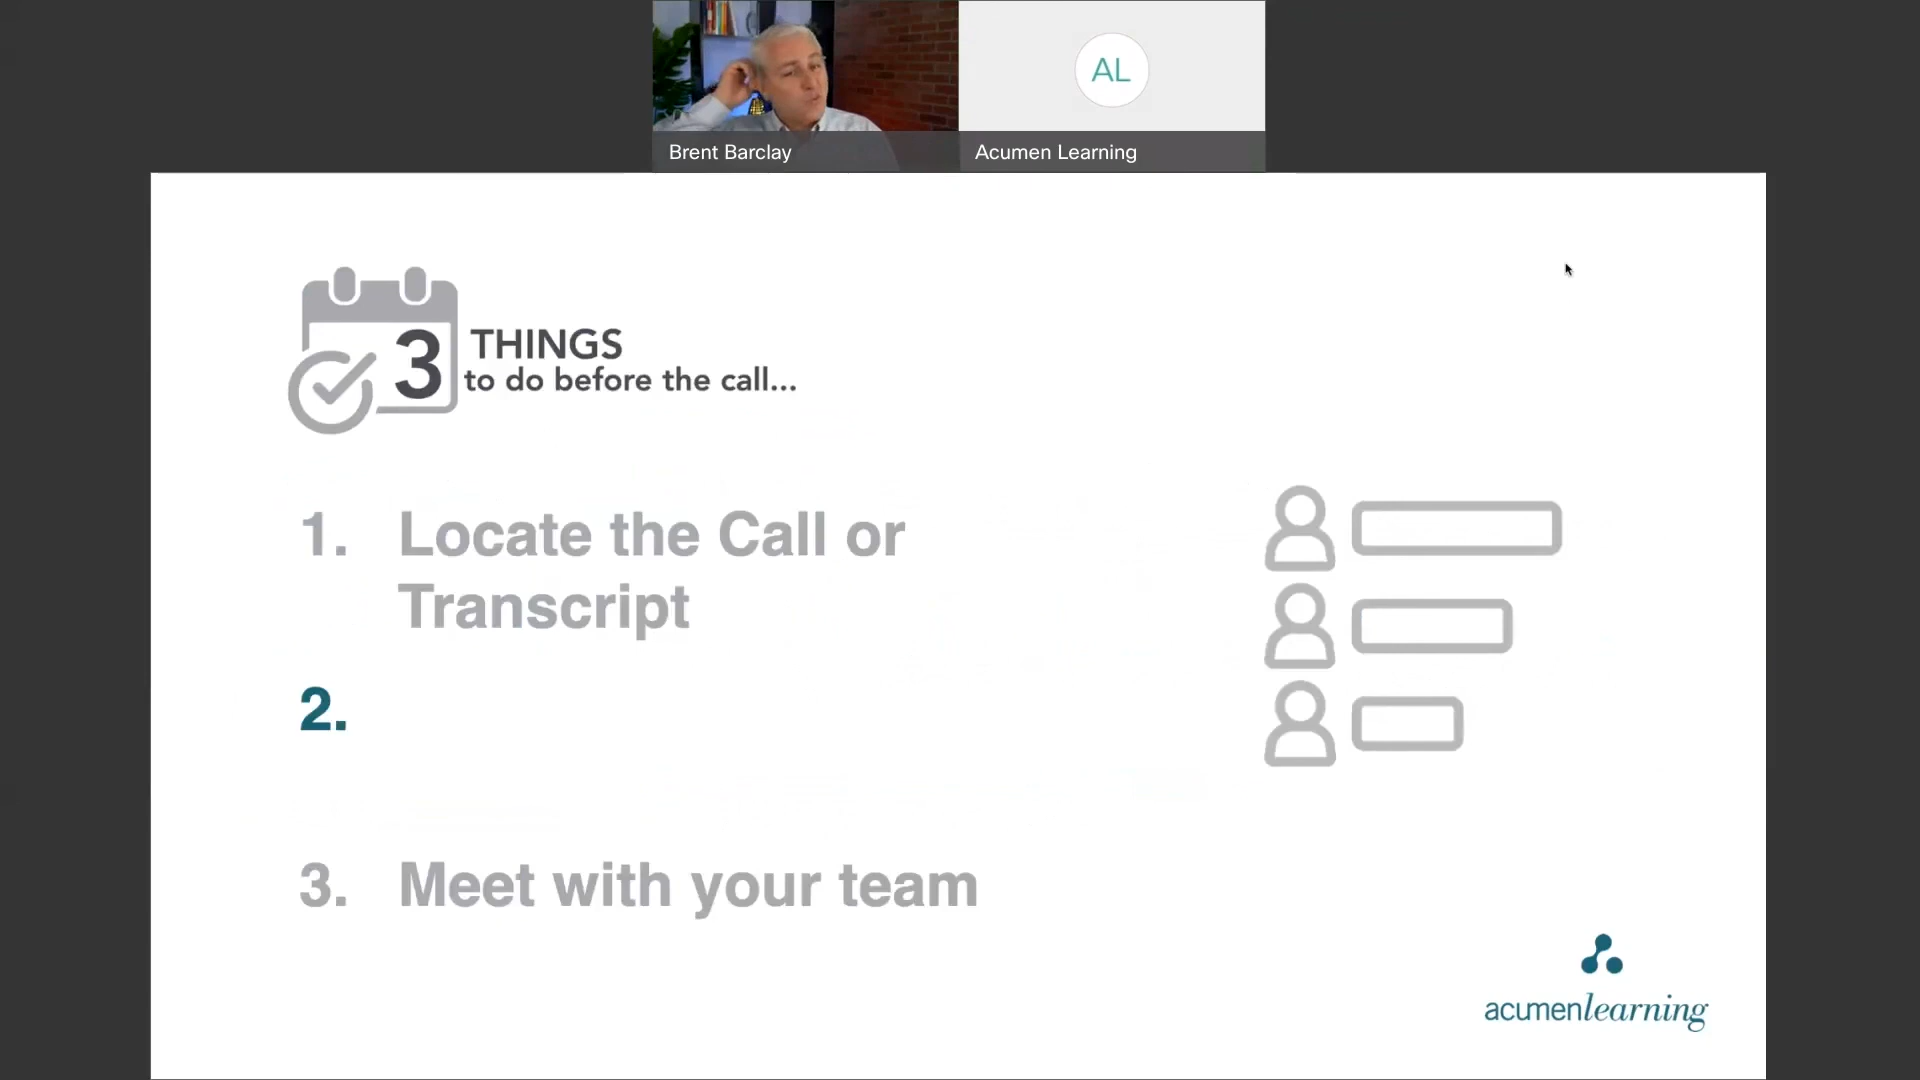 AL
Brent Barclay
Acumen Learning
3 THINGS
to do before the call...
1. Locate the Call or
Transcript
2.
3. Meet with your team
acumenlearning